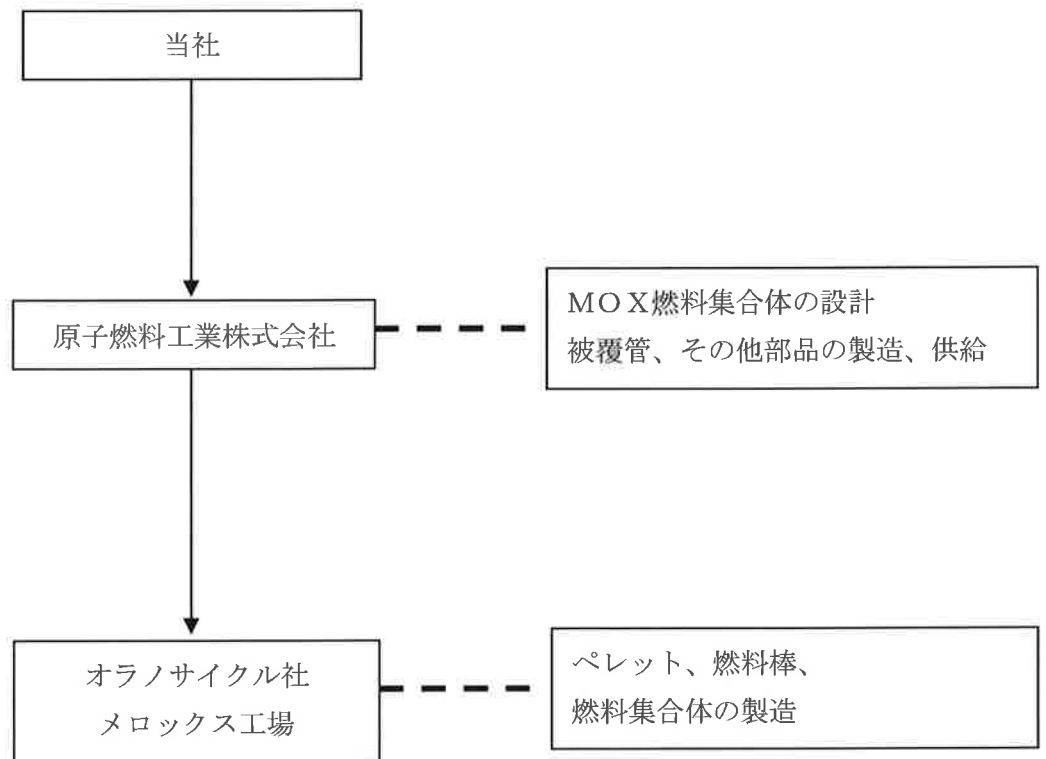 当社
原子燃料工業株式会社
ＭＯＸ燃料集合体の設計
被覆管、その他部品の製造、供給
オラノサイクル社
メロックス工場
ペレット、燃料棒、
燃料集合体の製造